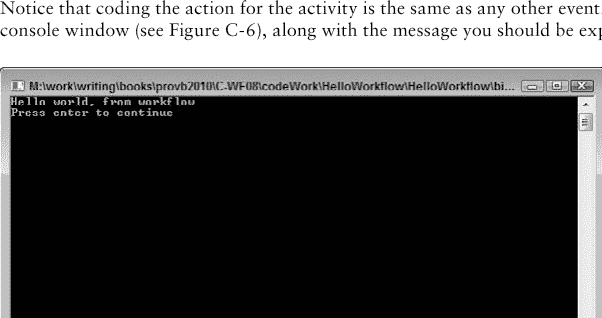 Notice that coding the action for the activity is the same as any other event
console window (see Figure C-6), along with the message you should be exp
M:\work\writing\books\provb2010\C-WF08\codeWork\HelloWorkflow\HelloWorkflow\bi...
Hello world, from workflow
Press enter to continue